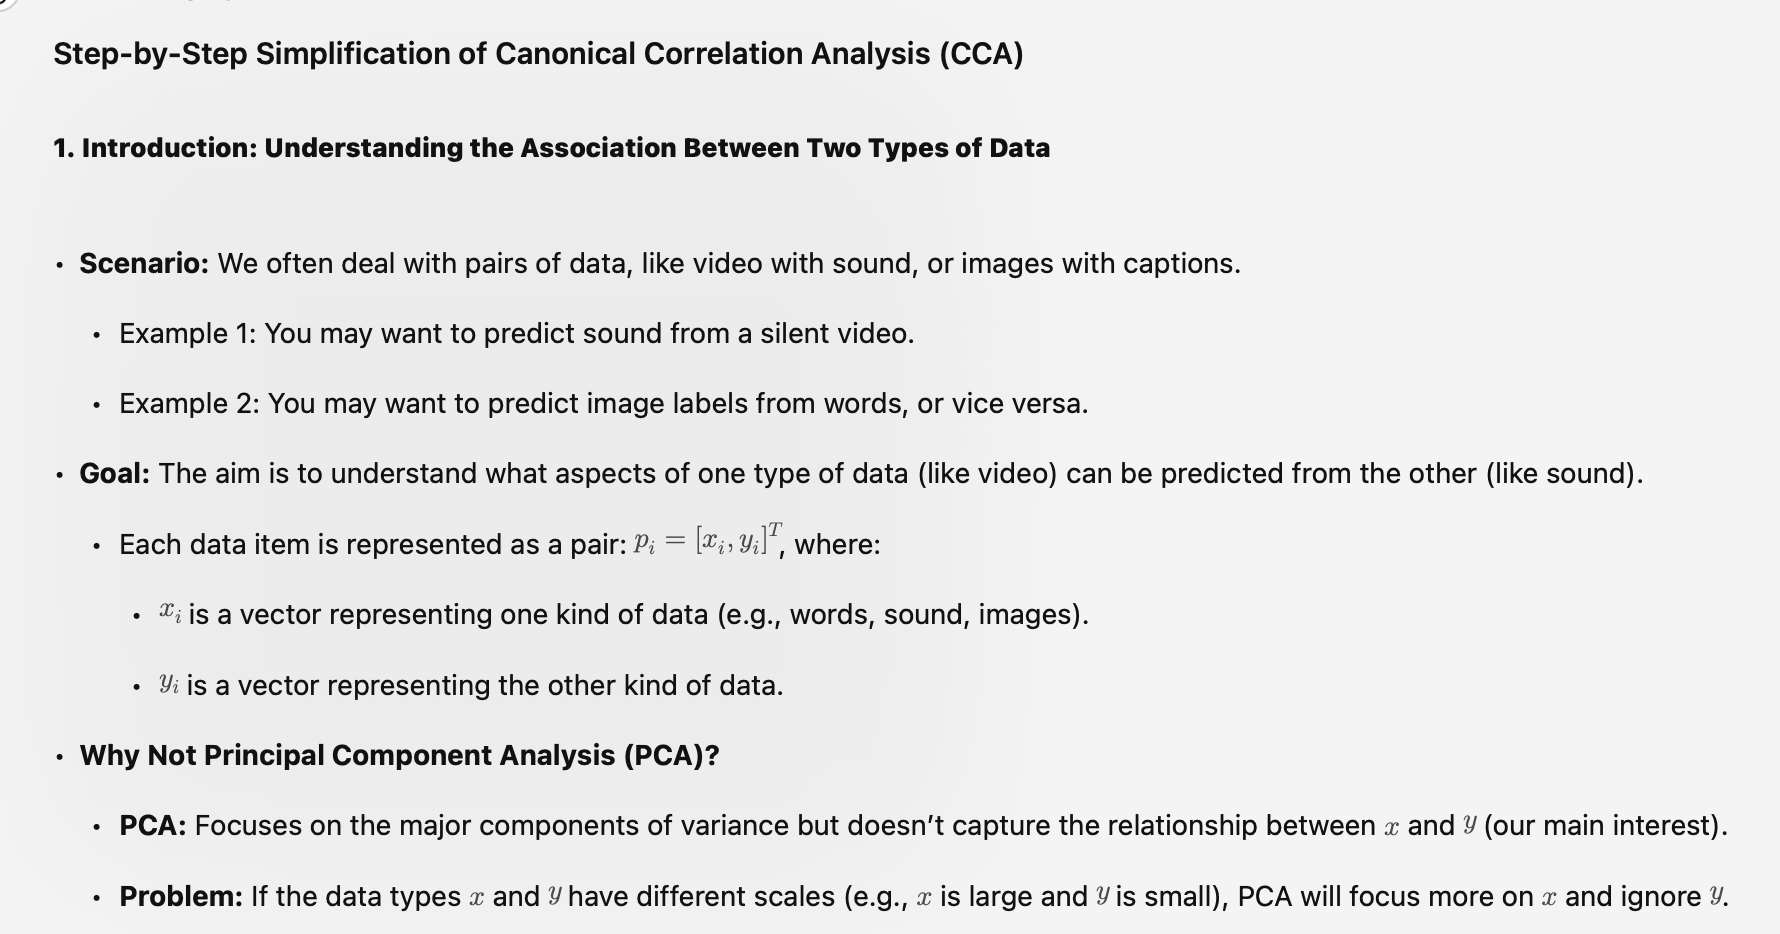 Step-by-Step Simplification of Canonical Correlation Analysis (CCA)
1. Introduction: Understanding the Association Between Two Types of Data
• Scenario: We often deal with pairs of data, like video with sound, or images with captions.
• Example 1: You may want to predict sound from a silent video.
• Example 2: You may want to predict image labels from words, or vice versa.
• Goal: The aim is to understand what aspects of one type of data (like video) can be predicted from the other (like sound).
• Each data item is represented as a pair: p_i = [x_i, y_i]^T, where:
• x_i is a vector representing one kind of data (e.g., words, sound, images).
• y_i is a vector representing the other kind of data.
• Why Not Principal Component Analysis (PCA)?
• PCA: Focuses on the major components of variance but doesn’t capture the relationship between x and y (our main interest).
• Problem: If the data types x and y have different scales (e.g., x is large and y is small), PCA will focus more on x and ignore y.